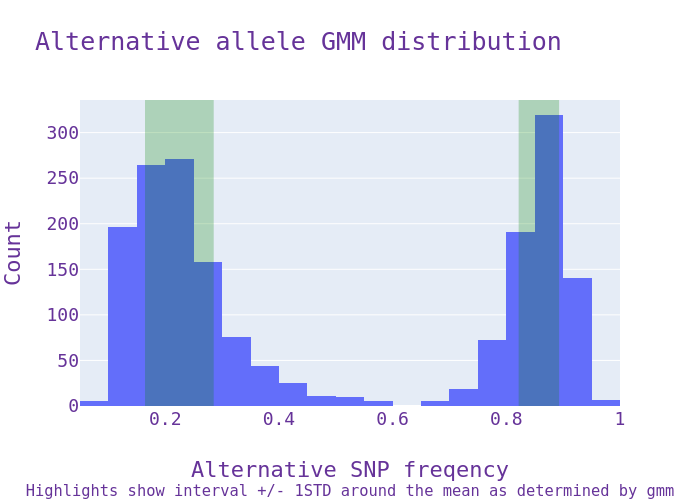 Alternative allele GMM distribution
300
250
200
150
100
50
0
Count
0.2 0.4 0.6 0.8 1
Alternative SNP freqency
Highlights show interval +/- 1STD around the mean as determined by gmm